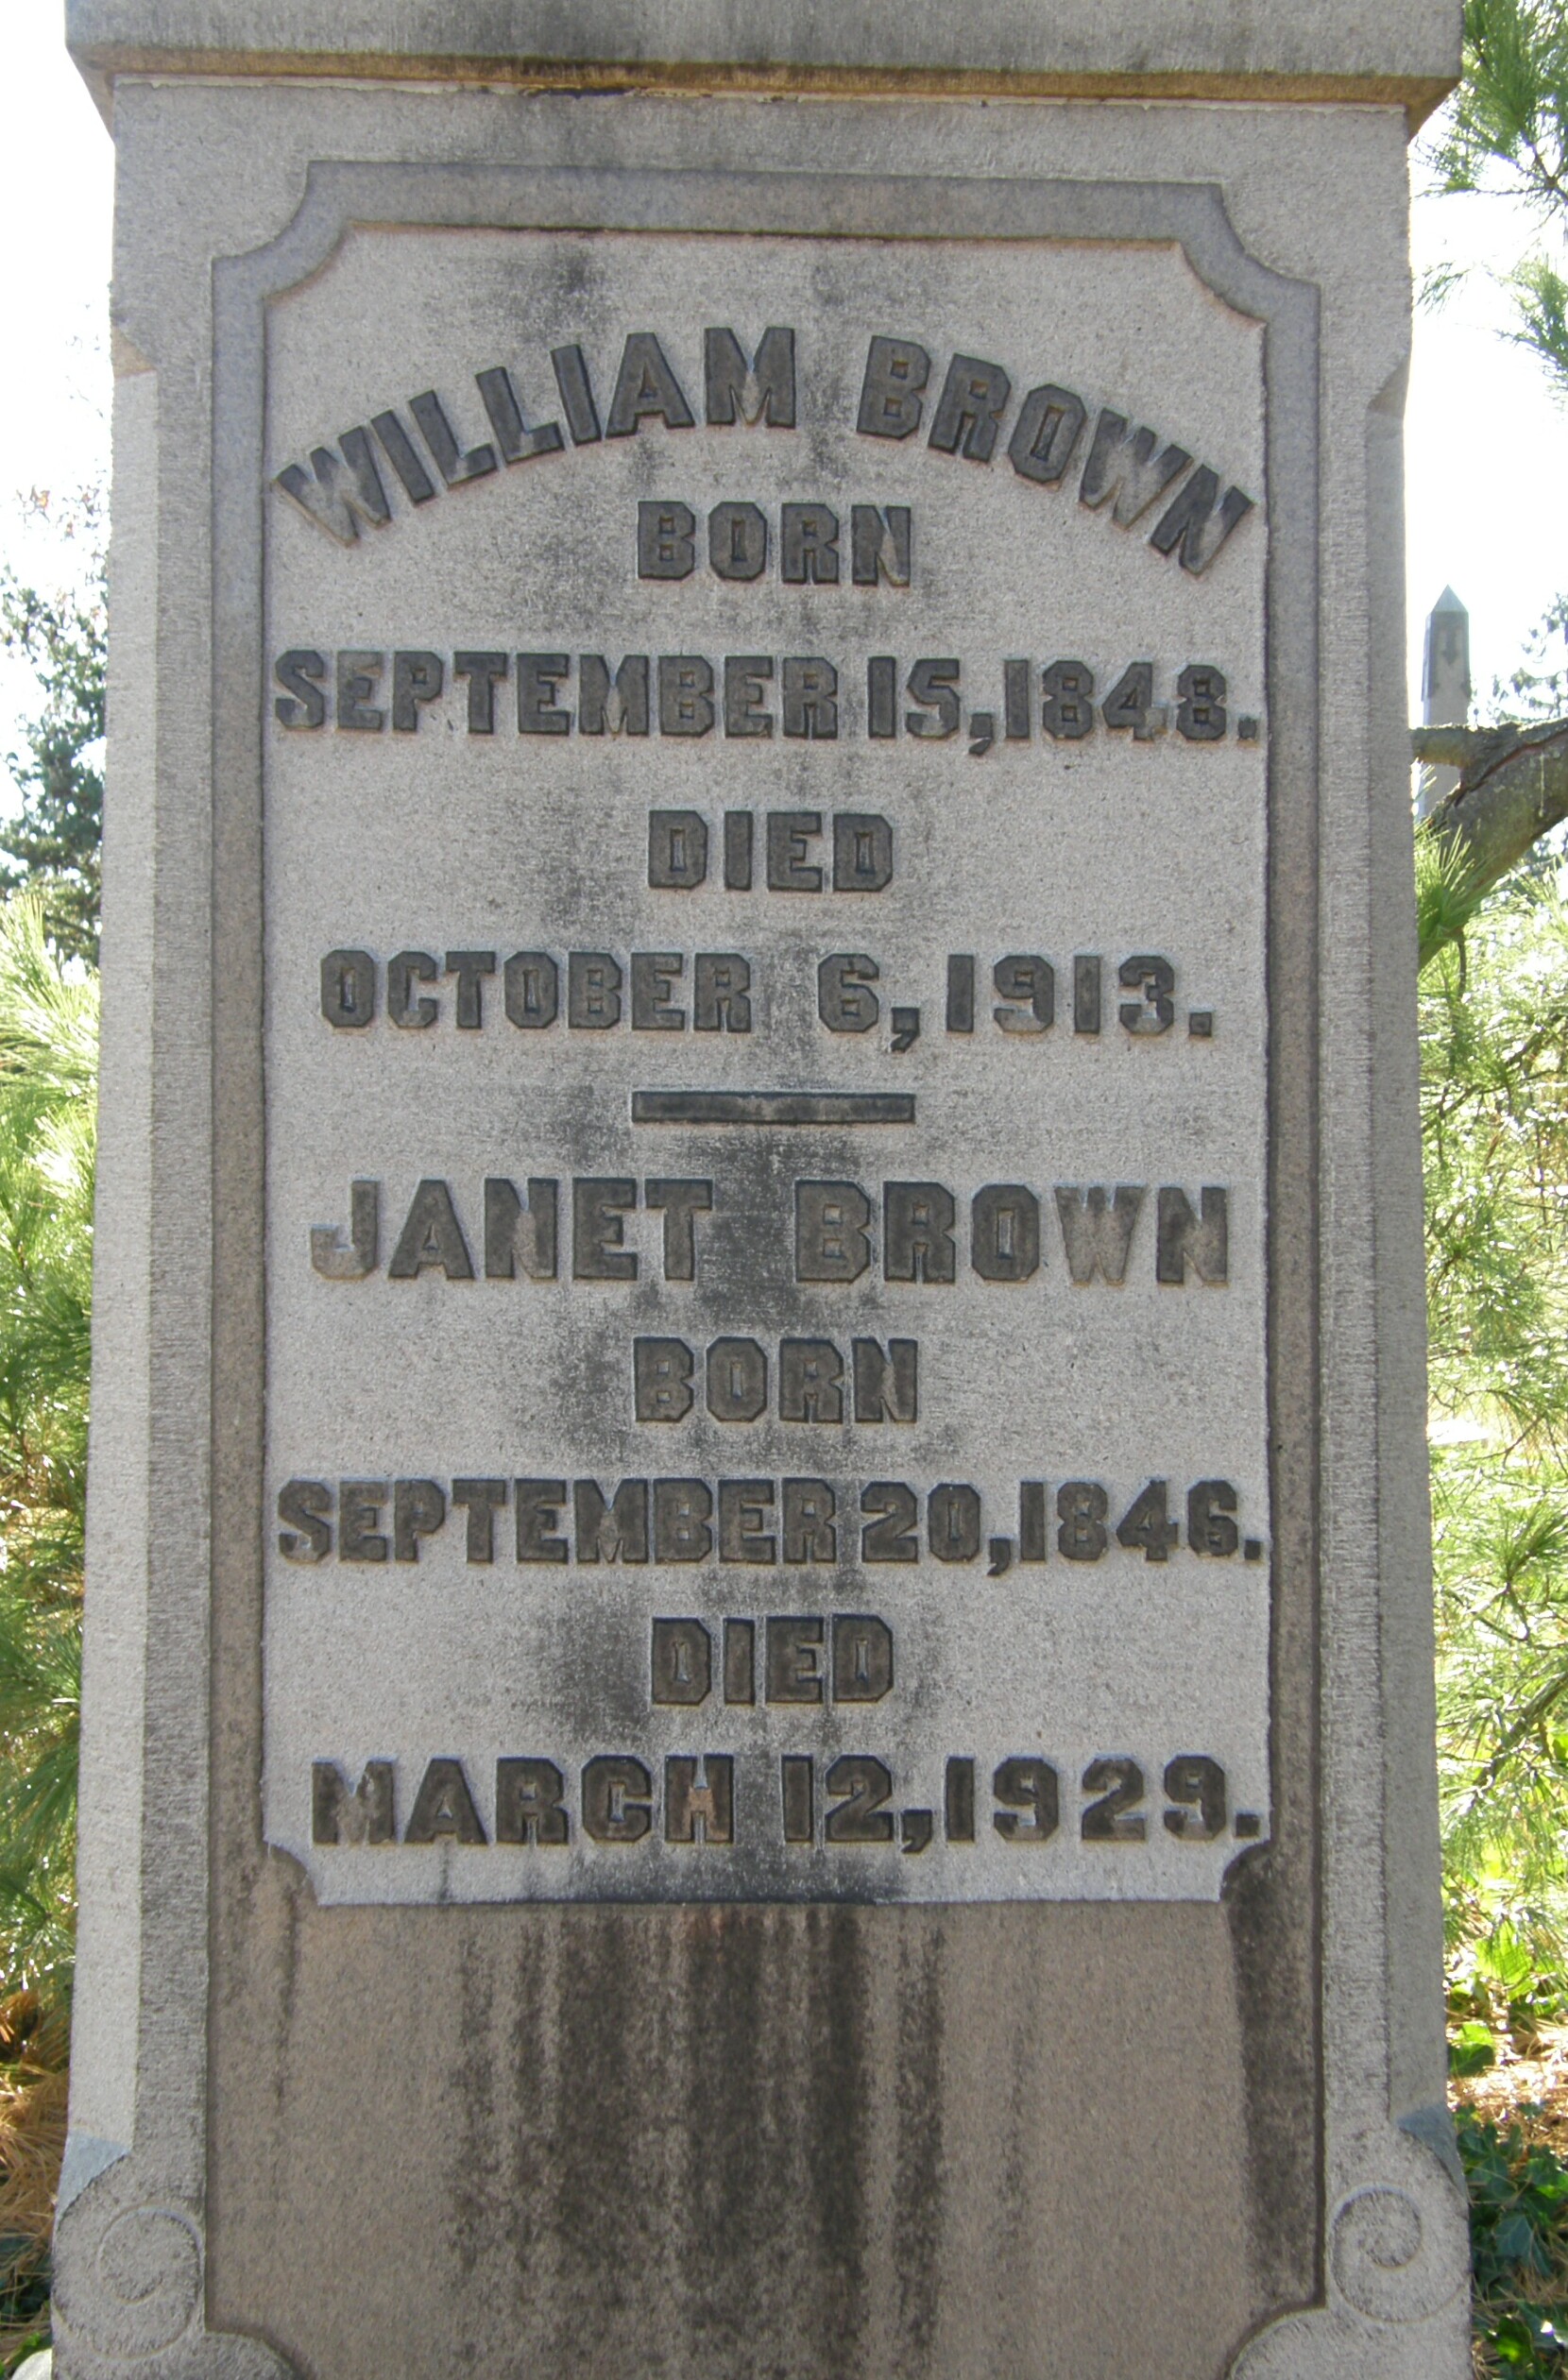 WILLIAM BROWN
BORN
SEPTEMBER 15, 1848.
DIED
OCTOBER 6, 1913.
JANET BROWN
BORN
SEPTEMBER 20, 1846.
DIED
MARCH 12, 1929.